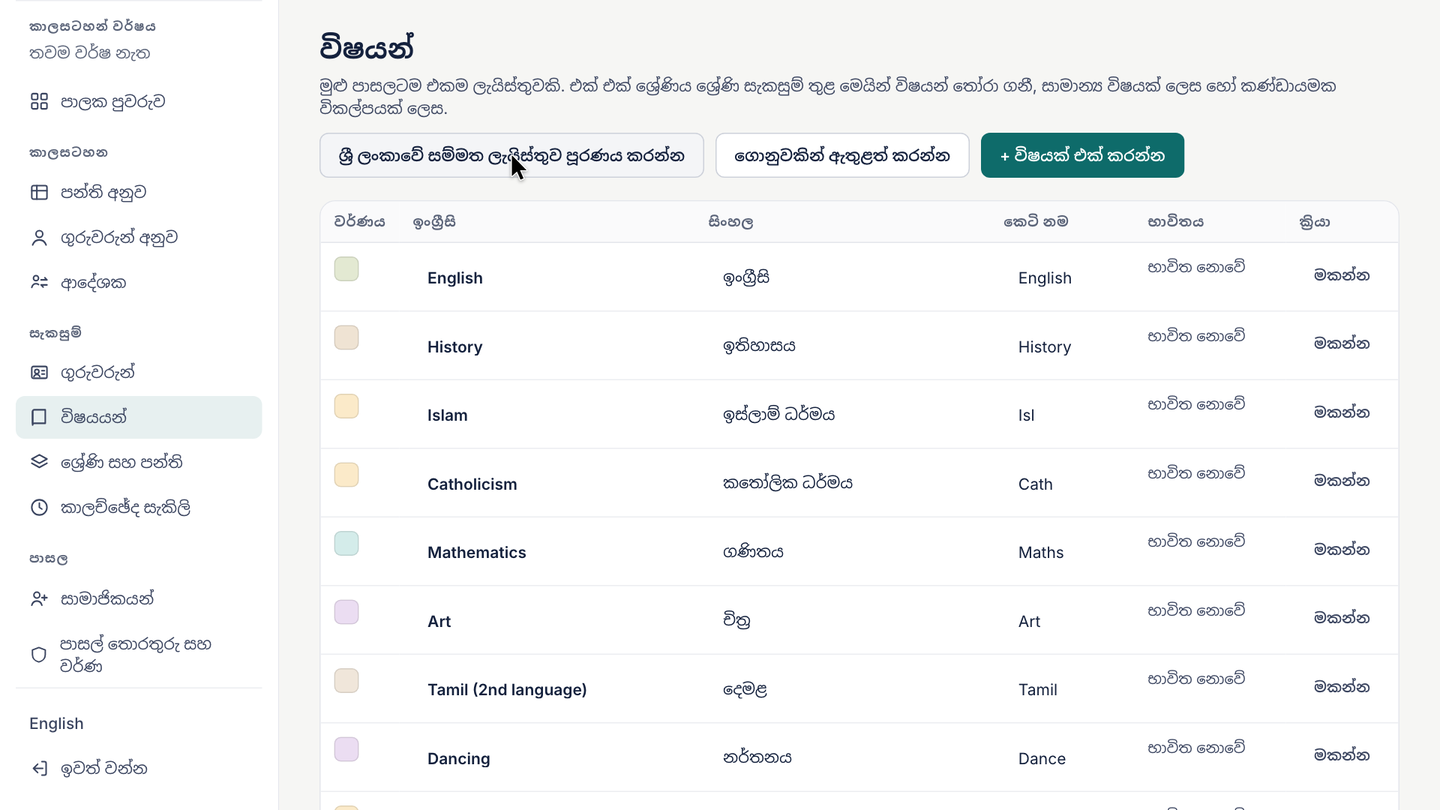 කාලසටහන් වර්ෂය
තවම වර්ෂ නැත
පාලක පුවරුව
කාලසටහන
පන්ති අනුව
ගුරුවරුන් අනුව
ආදේශක
සැකසුම්
ගුරුවරුන්
විෂයයන්
ශ්‍රේණි සහ පන්ති
කාලච්ඡේද සැකිලි
පාසල
සාමාජිකයන්
පාසල් තොරතුරු සහ
වර්ණ
English
ඉවත් වන්න
විෂයන්
මුළු පාසලටම එකම ලැයිස්තුවකි. එක් එක් ශ්‍රේණිය ශ්‍රේණි සැකසුම් තුළ මෙයින් විෂයන් තෝරා ගනී, සාමාන්‍ය විෂයක් ලෙස හෝ කණ්ඩායමක
විකල්පයක් ලෙස.
ශ්‍රී ලංකාවේ සම්මත ලැයිස්තුව පූරණය කරන්න
ගොනුවකින් ඇතුළත් කරන්න
+ විෂයක් එක් කරන්න
වර්ණය ඉංග්‍රීසි සිංහල කෙටි නම භාවිතය ක්‍රියා
English ඉංග්‍රීසි English භාවිත නොවේ මකන්න
History ඉතිහාසය History භාවිත නොවේ මකන්න
Islam ඉස්ලාම් ධර්මය Isl භාවිත නොවේ මකන්න
Catholicism කතෝලික ධර්මය Cath භාවිත නොවේ මකන්න
Mathematics ගණිතය Maths භාවිත නොවේ මකන්න
Art චිත්‍ර Art භාවිත නොවේ මකන්න
Tamil (2nd language) දෙමළ Tamil භාවිත නොවේ මකන්න
Dancing නර්තනය Dance භාවිත නොවේ මකන්න